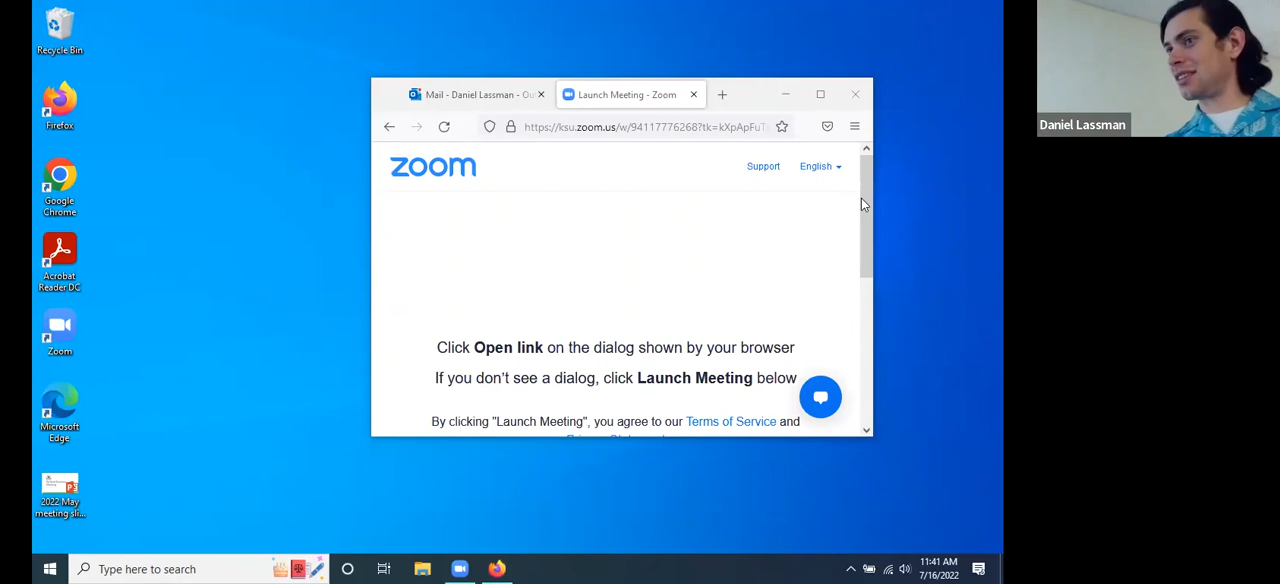 Recycle Bin
Firefox
Google
Chrome
Acrobat
Reader DC
Zoom
Microsoft
Edge
2022 May
meeting sli...
Mail - Daniel Lassman - Ou
Launch Meeting - Zoom
https://ksu.zoom.us/w/94117776268?tk=kXpApFuT
zoom
Support
English
Click Open link on the dialog shown by your browser
If you don't see a dialog, click Launch Meeting below
By clicking "Launch Meeting", you agree to our Terms of Service and
Daniel Lassman
Type here to search
11:41 AM
7/16/2022